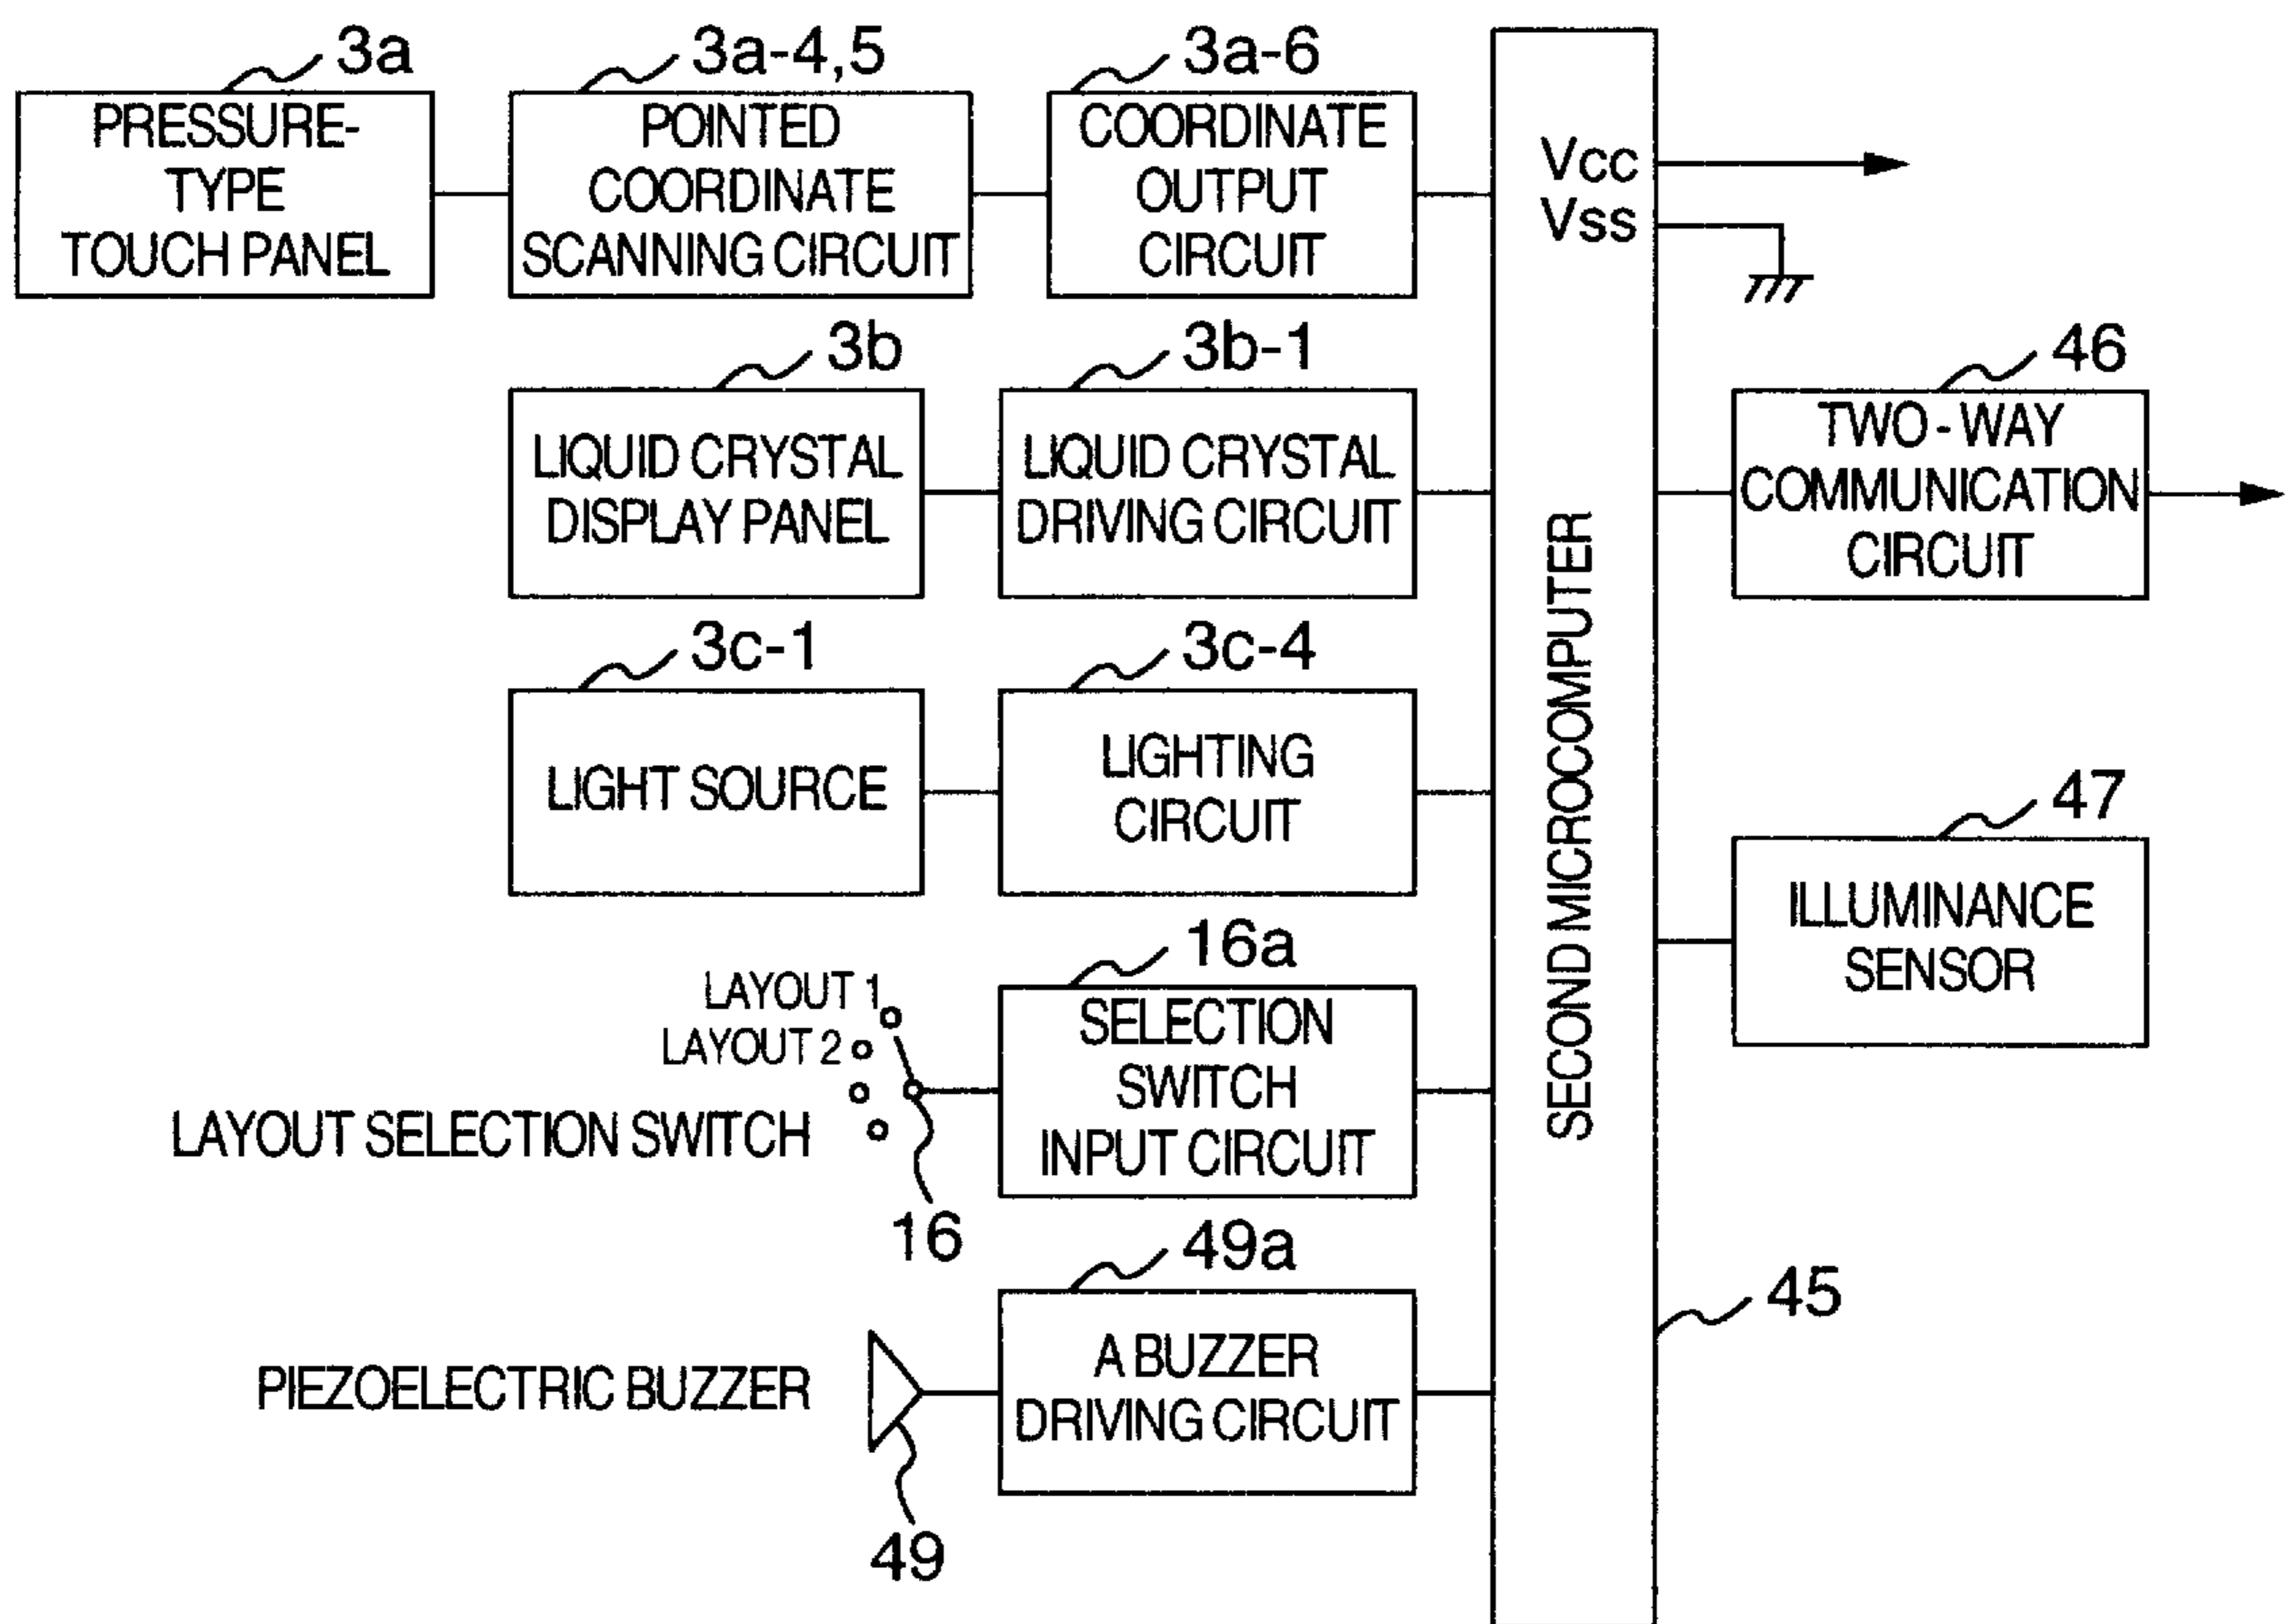 3a
3a-4,5
3a-6
PRESSURE-
TYPE
TOUCH PANEL
POINTED
COORDINATE
SCANNING CIRCUIT
COORDINATE
OUTPUT
CIRCUIT
Vcc
Vss
3b
3b-1
46
LIQUID CRYSTAL
DISPLAY PANEL
LIQUID CRYSTAL
DRIVING CIRCUIT
TWO - WAY
COMMUNICATION
CIRCUIT
3c-1
3c-4
LIGHT SOURCE
LIGHTING
CIRCUIT
SECOND MICROCOMPUTER
47
ILLUMINANCE
SENSOR
16a
LAYOUT 1
LAYOUT 2
LAYOUT SELECTION SWITCH
SELECTION
SWITCH
INPUT CIRCUIT
16
49a
45
PIEZOELECTRIC BUZZER
A BUZZER
DRIVING CIRCUIT
49